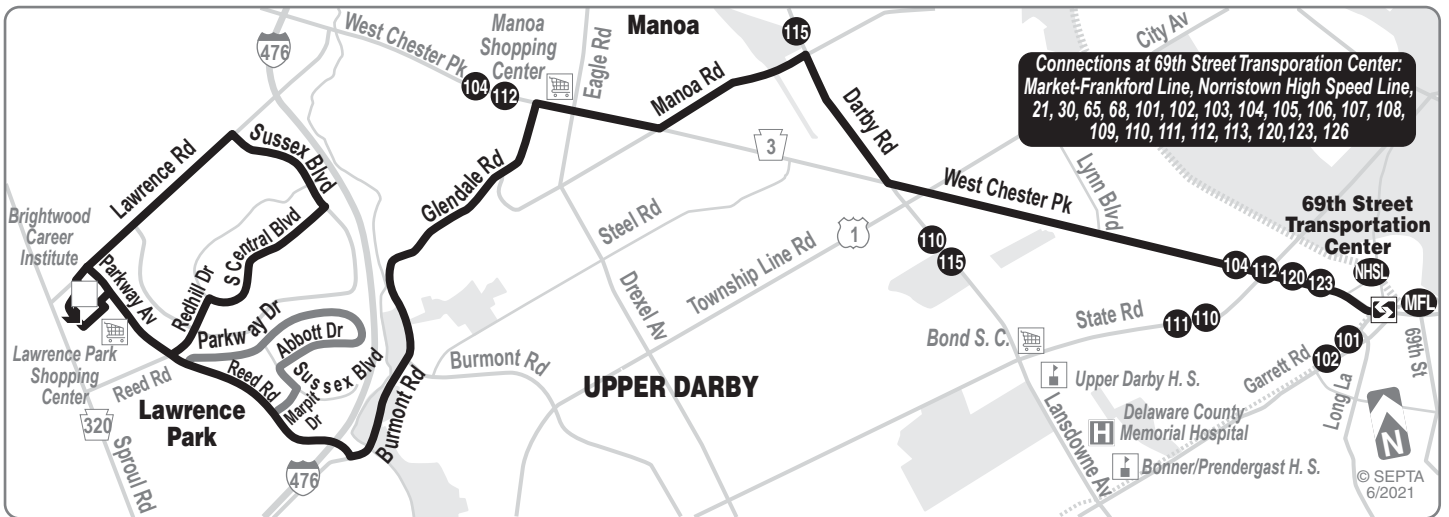 476
West Chester Pk
104
112
Manoa
Shopping
Center
Eagle Rd
Manoa
115
Manoa Rd
Darby Rd
City Av
Connections at 69th Street Transporation Center:
Market-Frankford Line, Norristown High Speed Line,
21, 30, 65, 68, 101, 102, 103, 104, 105, 106, 107, 108,
109, 110, 111, 112, 113, 120,123, 126
Lawrence Rd
Sussex Blvd
Glendale Rd
3
West Chester Pk
Lynn Blvd
Brightwood
Career
Institute
S Central Blvd
Redhill Dr
Parkway Av
Steel Rd
1
Township Line Rd
Drexel Av
110
115
69th Street
Transportation
Center
104
112
120
123
NHSL
MFL
S
Parkway Dr
Abbott Dr
Sussex Blvd
Reed Rd
Marpit
Dr
Lawrence Park
Shopping
Center
Reed Rd
Lawrence
Park
320
Sproul Rd
476
Burmont Rd
Burmont Rd
UPPER DARBY
Bond S. C.
State Rd
111
110
Upper Darby H. S.
H
Delaware County
Memorial Hospital
Bonner/Prendergast H. S.
Lansdowne Av
Garrett Rd
102
101
Long La
69th St
N
© SEPTA
6/2021